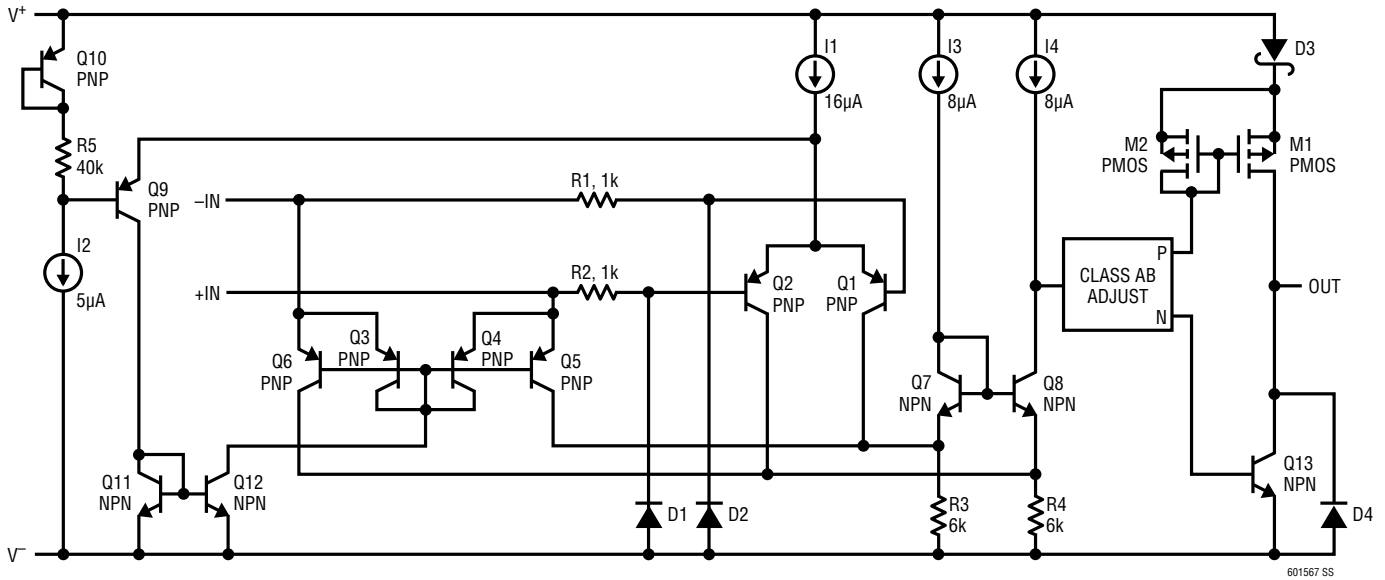 V+
Q10
PNP
R5
40k
Q9
PNP
I2
5µA
–IN
+IN
R1, 1k
R2, 1k
I1
16µA
I3
8µA
I4
8µA
D3
M2
PMOS
M1
PMOS
Q2
PNP
Q1
PNP
Q6
PNP
Q3
PNP
Q4
PNP
Q5
PNP
Q7
NPN
Q8
NPN
CLASS AB
ADJUST
P
N
OUT
Q11
NPN
Q12
NPN
D1
D2
R3
6k
R4
6k
Q13
NPN
D4
V–
601567 SS